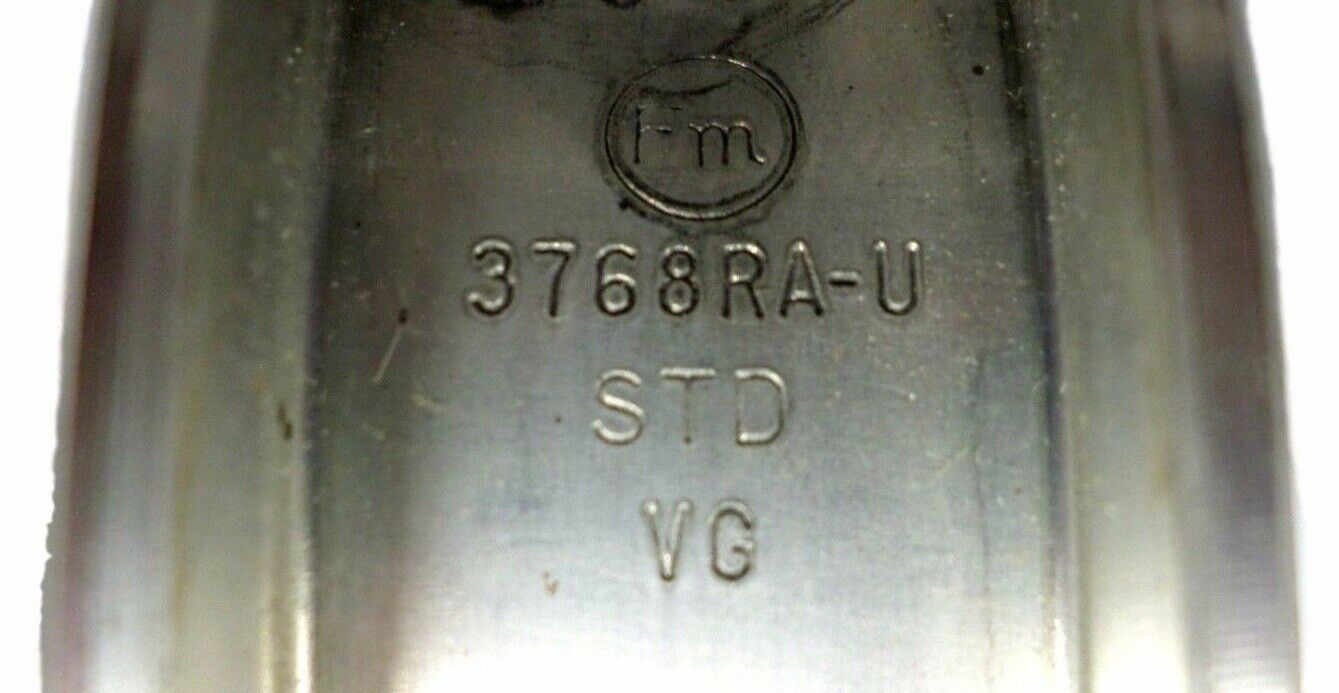 Fm
3768RA-U
STD
VG